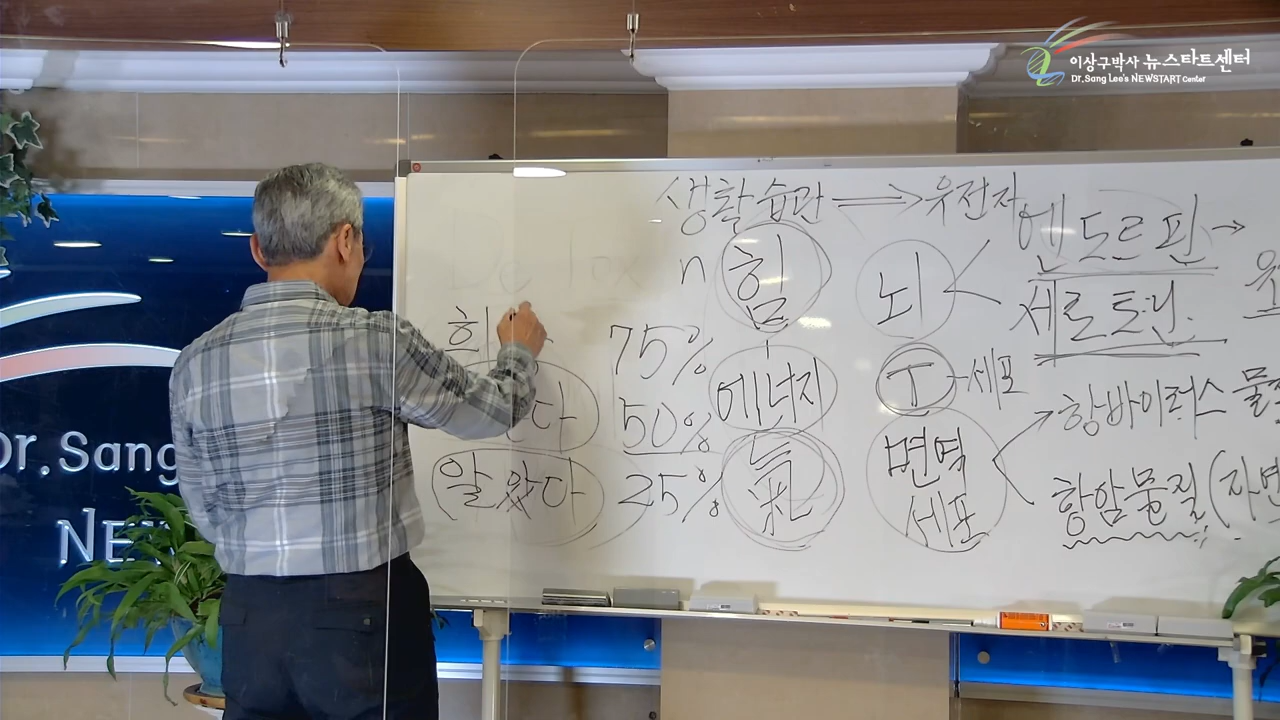 이상구박사 뉴스타트센터
Dr. Sang Lee's NEWSTART Center
생활습관 ⇒ 유전자
엔도르핀 →
세로토닌
n 힘
뇌
75%
50%
25%
에너지
氣
T-세포
면역
세포
항바이러스 물
항암물질 (자연
알았다
Dr. Sang
NEW